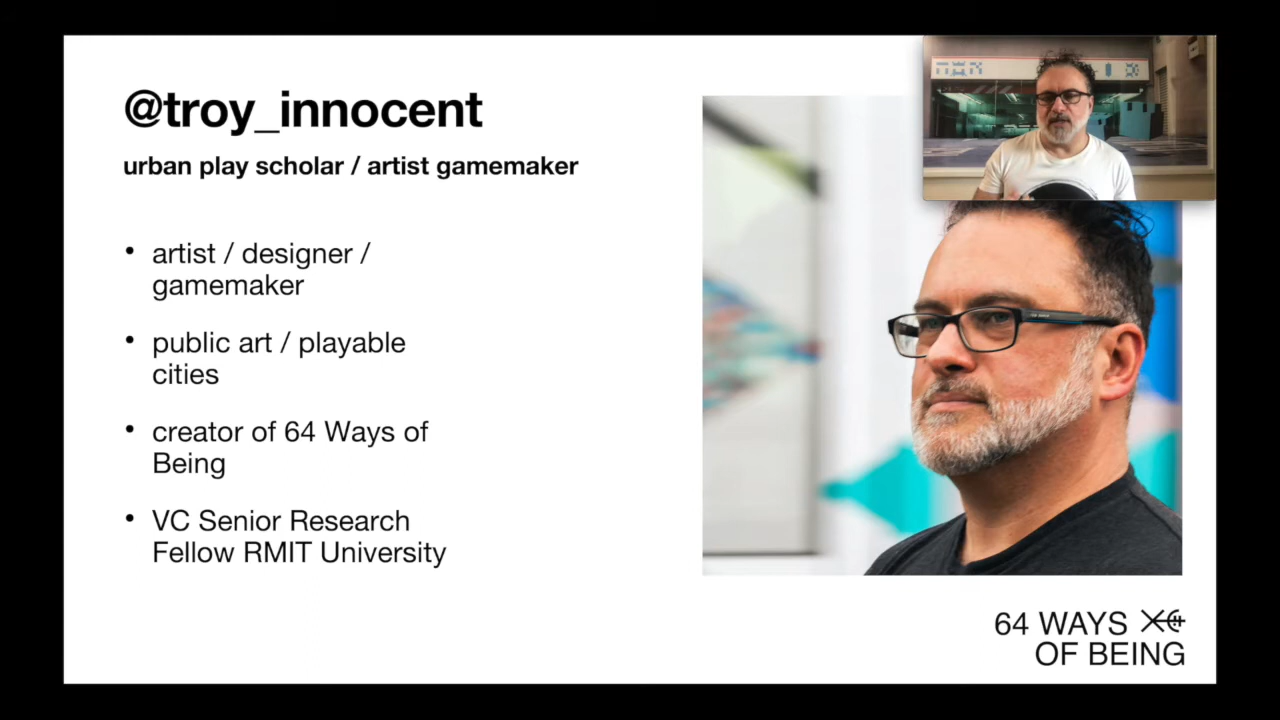 @troy_innocent
urban play scholar / artist gamemaker
• artist / designer /
gamemaker
• public art / playable
cities
• creator of 64 Ways of
Being
• VC Senior Research
Fellow RMIT University
64 WAYS
OF BEING